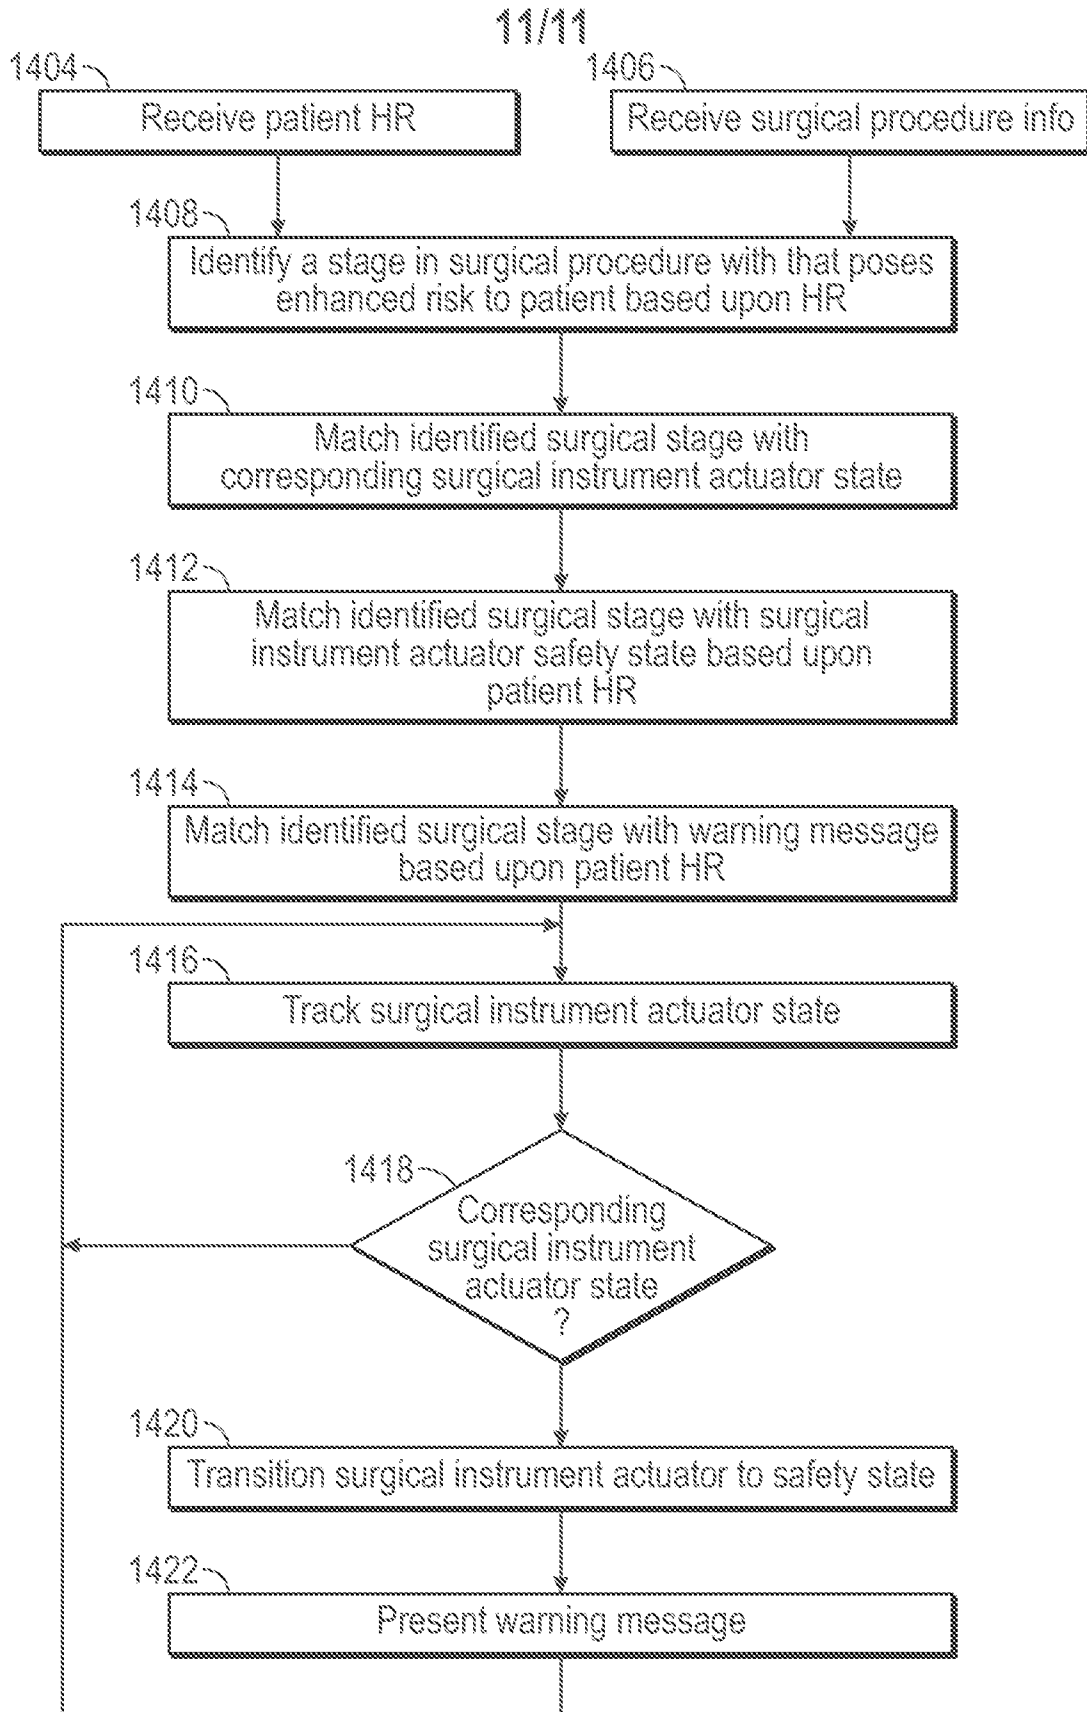 11/11
1404
1406
Receive patient HR
Receive surgical procedure info
1408
Identify a stage in surgical procedure with that poses
enhanced risk to patient based upon HR
1410
Match identified surgical stage with
corresponding surgical instrument actuator state
1412
Match identified surgical stage with surgical
instrument actuator safety state based upon
patient HR
1414
Match identified surgical stage with warning message
based upon patient HR
1416
Track surgical instrument actuator state
1418
Corresponding
surgical instrument
actuator state
?
1420
Transition surgical instrument actuator to safety state
1422
Present warning message